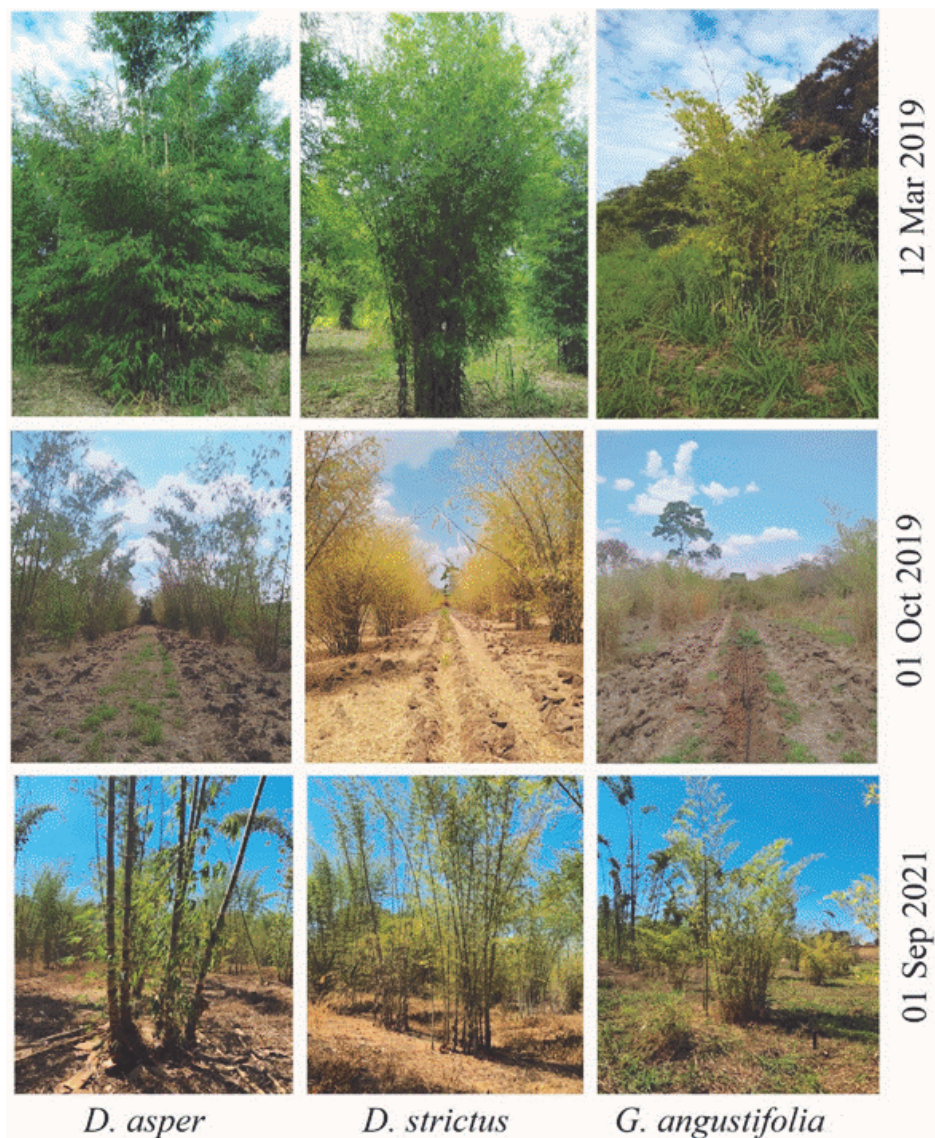 12 Mar 2019
01 Oct 2019
01 Sep 2021
D. asper
D. strictus
G. angustifolia